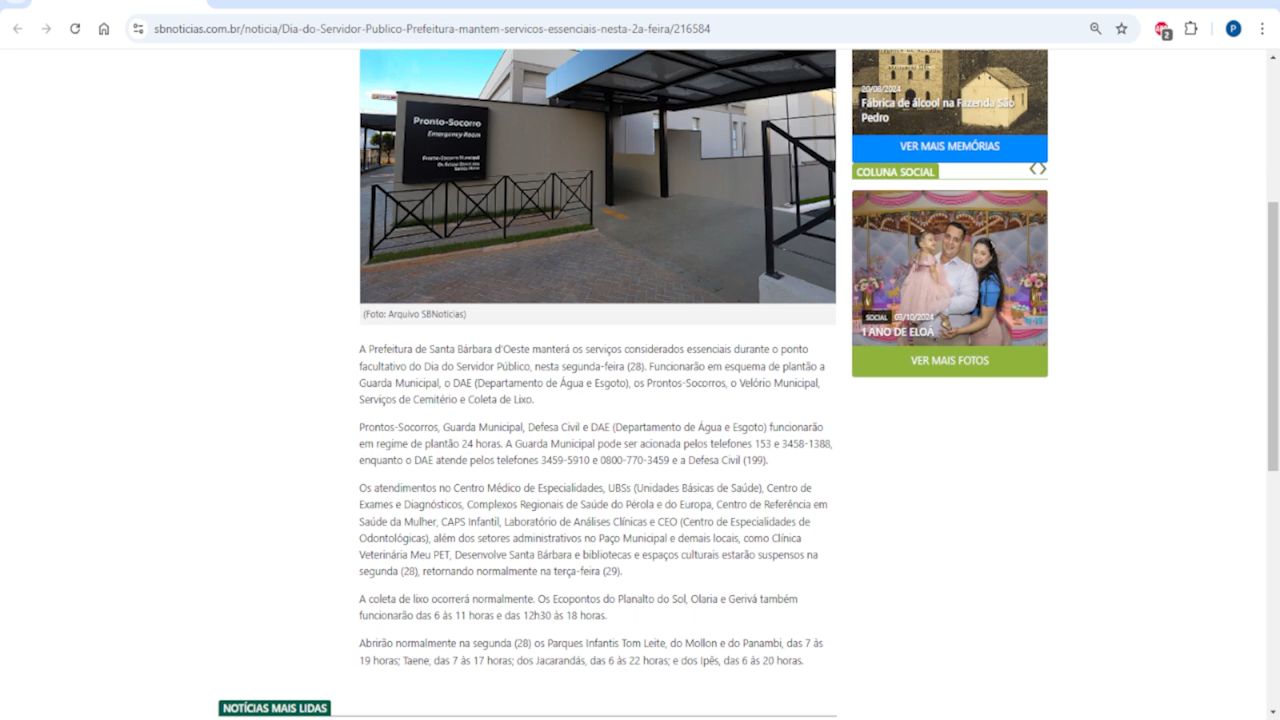 sbnoticias.com.br/noticia/Dia-do-Servidor-Publico-Prefeitura-mantem-servicos-essenciais-nesta-2a-feira/216584
2
P
Pronto-Socorro
Emergency Room
Pronto-Socorro Municipal
(Foto: Arquivo SBNotícias)
A Prefeitura de Santa Bárbara d'Oeste manterá os serviços considerados essenciais durante o ponto
facultativo do Dia do Servidor Público, nesta segunda-feira (28). Funcionarão em esquema de plantão a
Guarda Municipal, o DAE (Departamento de Água e Esgoto), os Prontos-Socorros, o Velório Municipal,
Serviços de Cemitério e Coleta de Lixo.
Prontos-Socorros, Guarda Municipal, Defesa Civil e DAE (Departamento de Água e Esgoto) funcionarão
em regime de plantão 24 horas. A Guarda Municipal pode ser acionada pelos telefones 153 e 3458-1388,
enquanto o DAE atende pelos telefones 3459-5910 e 0800-770-3459 e a Defesa Civil (199).
Os atendimentos no Centro Médico de Especialidades, UBSs (Unidades Básicas de Saúde), Centro de
Exames e Diagnósticos, Complexos Regionais de Saúde do Pérola e do Europa, Centro de Referência em
Saúde da Mulher, CAPS Infantil, Laboratório de Análises Clínicas e CEO (Centro de Especialidades de
Odontológicas), além dos setores administrativos no Paço Municipal e demais locais, como Clínica
Veterinária Meu PET, Desenvolve Santa Bárbara e bibliotecas e espaços culturais estarão suspensos na
segunda (28), retornando normalmente na terça-feira (29).
A coleta de lixo ocorrerá normalmente. Os Ecopontos do Planalto do Sol, Olaria e Gerivá também
funcionarão das 6 às 11 horas e das 12h30 às 18 horas.
Abrirão normalmente na segunda (28) os Parques Infantis Tom Leite, do Mollon e do Panambi, das 7 às
19 horas; Taene, das 7 às 17 horas; dos Jacarandás, das 6 às 22 horas; e dos Ipês, das 6 às 20 horas.
NOTÍCIAS MAIS LIDAS
20/08/2024
Fábrica de álcool na Fazenda São
Pedro
VER MAIS MEMÓRIAS
COLUNA SOCIAL
SOCIAL 03/10/2024
1 ANO DE ELOÁ
VER MAIS FOTOS